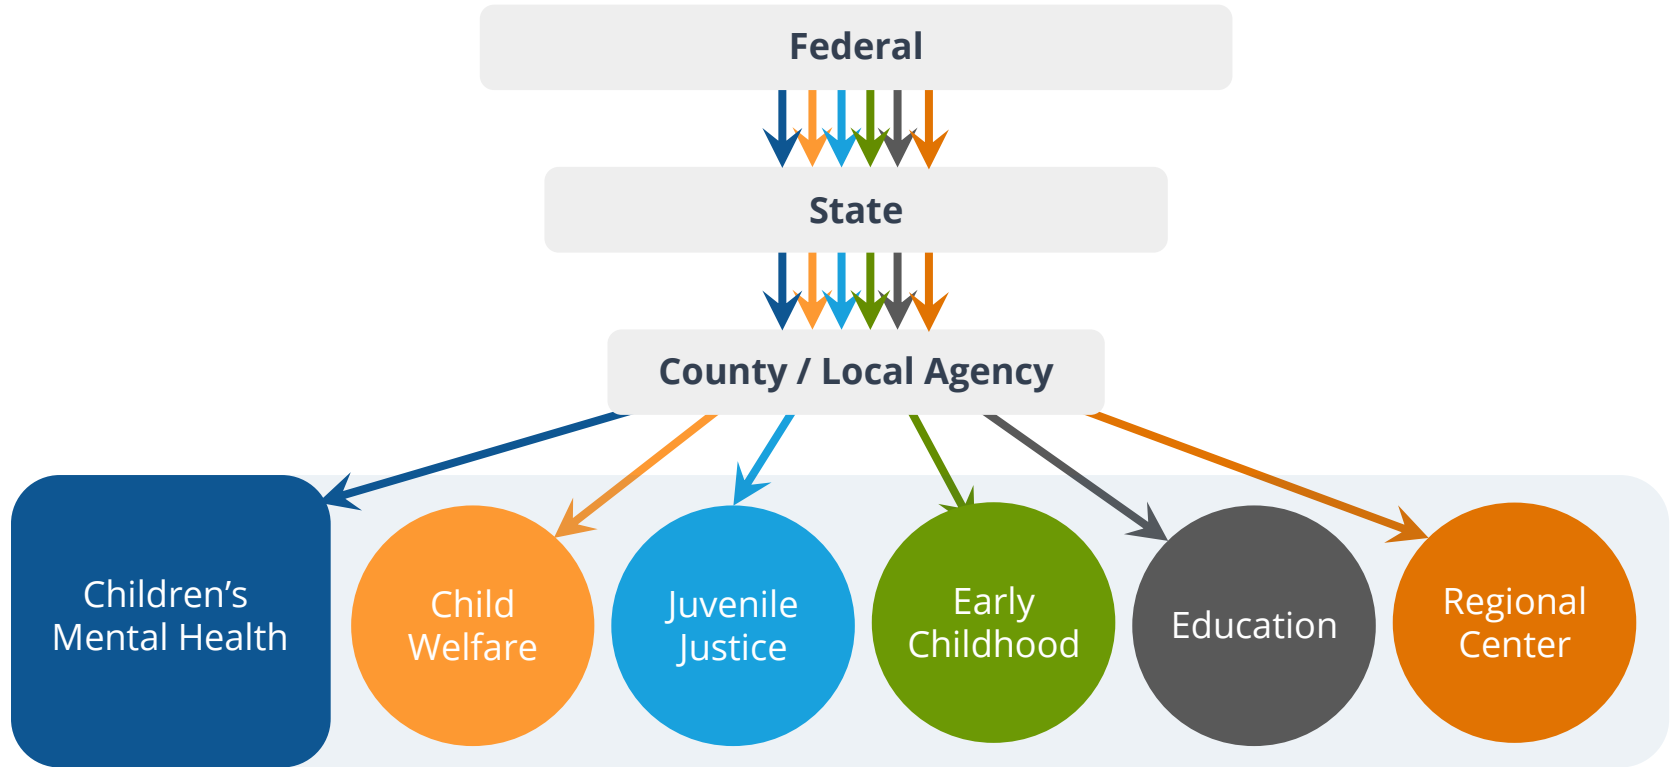 Federal
State
County / Local Agency
Children’s
Mental Health
Child
Welfare
Juvenile
Justice
Early
Childhood
Education
Regional
Center